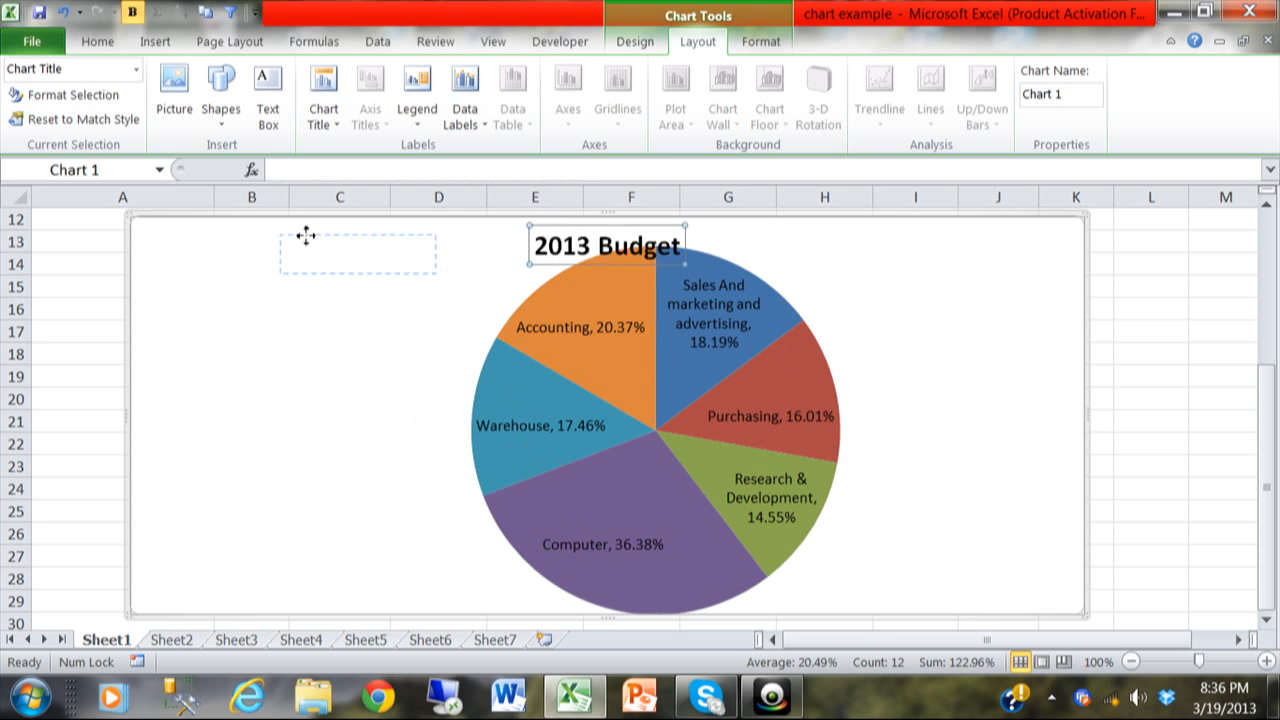 B
Chart Tools
chart example - Microsoft Excel (Product Activation F...
File Home Insert Page Layout Formulas Data Review View Developer Design Layout Format
Chart Title
Format Selection
Reset to Match Style
Current Selection
Picture Shapes Text Box
Insert
Chart Title Axis Titles Legend Data Labels Data Table
Labels
Axes Gridlines
Axes
Plot Area Chart Wall Chart Floor 3-D Rotation
Background
Trendline Lines Up/Down Bars
Analysis
Chart Name:
Chart 1
Properties
Chart 1 fx
A B C D E F G H I J K L M
12
13
14
15
16
17
18
19
20
21
22
23
24
25
26
27
28
29
30
2013 Budget
Sales And
marketing and
advertising,
18.19%
Accounting, 20.37%
Purchasing, 16.01%
Warehouse, 17.46%
Research &
Development,
14.55%
Computer, 36.38%
Sheet1 Sheet2 Sheet3 Sheet4 Sheet5 Sheet6 Sheet7
Ready Num Lock Average: 20.49% Count: 12 Sum: 122.96% 100%
8:36 PM
3/19/2013